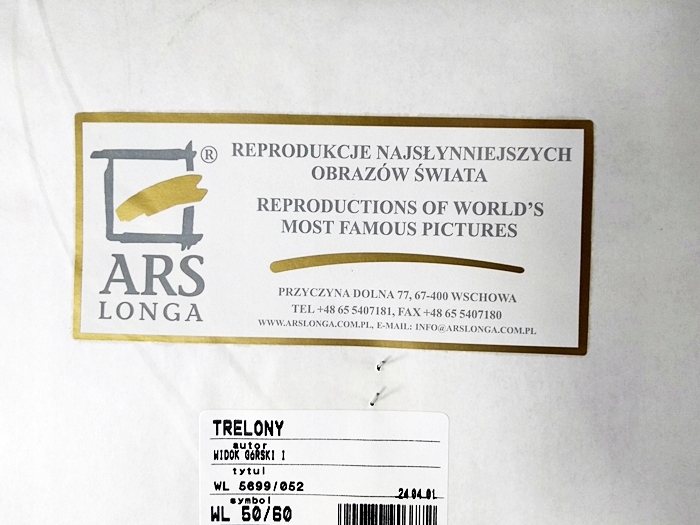 ®
REPRODUKCJE NAJSŁYNNIEJSZYCH
OBRAZÓW ŚWIATA
REPRODUCTIONS OF WORLD'S
MOST FAMOUS PICTURES
ARS
LONGA
PRZYCZYNA DOLNA 77, 67-400 WSCHOWA
TEL +48 65 5407181, FAX +48 65 5407180
WWW.ARSLONGA.COM.PL, E-MAIL: INFO@ARSLONGA.COM.PL
TRELONY
autor
WIDOK GóRSKI I
tytul
WL 5699/052
24.04.01
symbol
WL 50/60